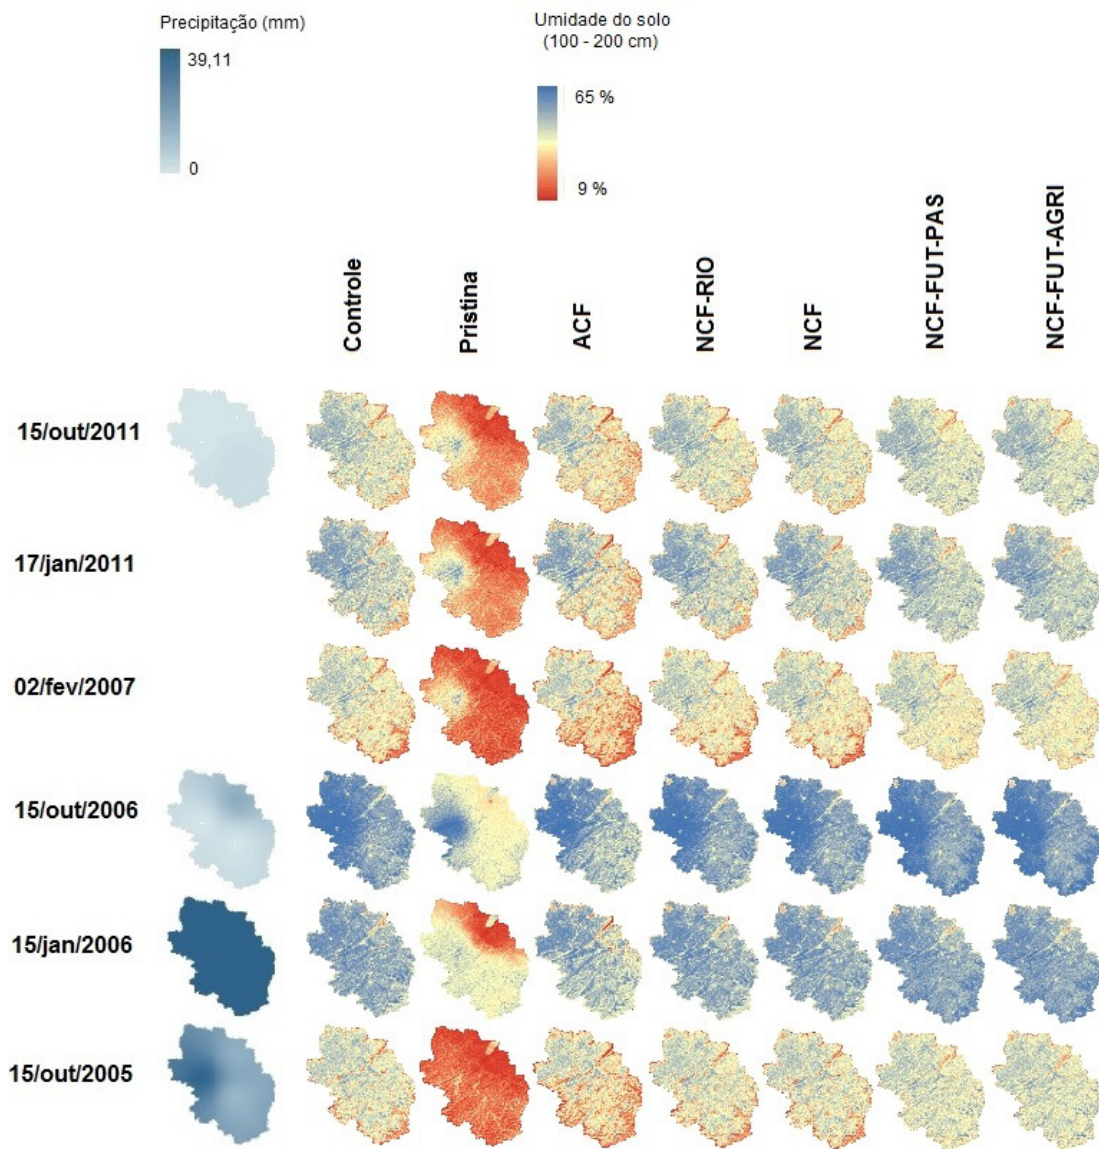 Precipitação (mm)
39,11
0
Umidade do solo
(100 - 200 cm)
65 %
9 %
Controle
Pristina
ACF
NCF-RIO
NCF
NCF-FUT-PAS
NCF-FUT-AGRI
15/out/2011
17/jan/2011
02/fev/2007
15/out/2006
15/jan/2006
15/out/2005